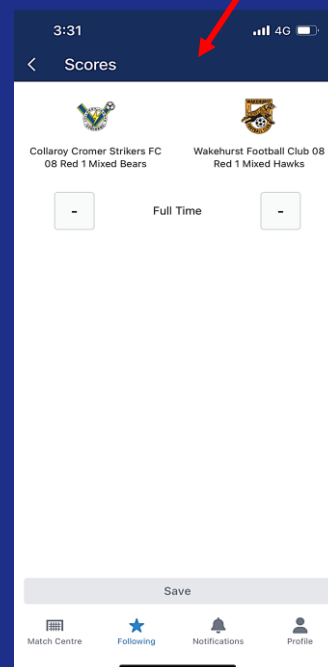 3:31 4G
Scores
Collaroy Cromer Strikers FC
08 Red 1 Mixed Bears
Wakehurst Football Club 08
Red 1 Mixed Hawks
- Full Time -
Save
Match Centre Following Notifications Profile